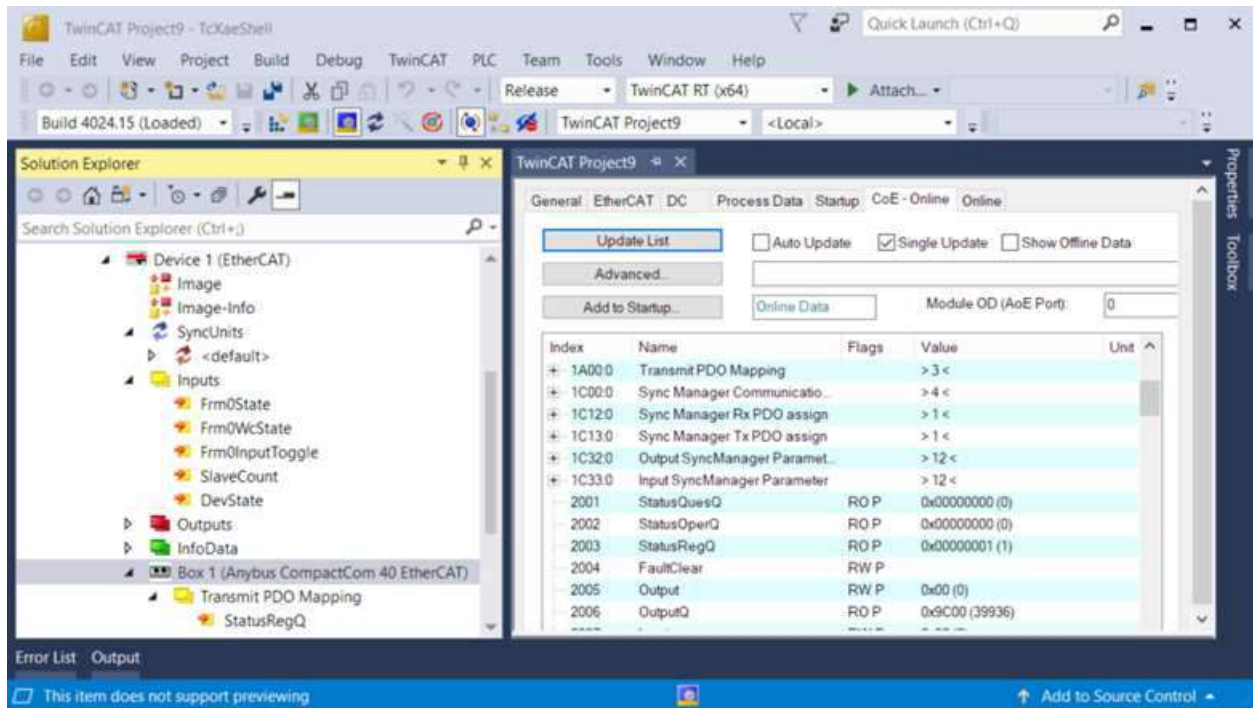 TwinCAT Project9 - TcXaeShell
Quick Launch (Ctrl+Q)
File Edit View Project Build Debug TwinCAT PLC Team Tools Window Help
Release TwinCAT RT (x64) Attach...
Build 4024.15 (Loaded) TwinCAT Project9 <Local>
Solution Explorer
Search Solution Explorer (Ctrl+;)
Device 1 (EtherCAT)
Image
Image-Info
SyncUnits
<default>
Inputs
Frm0State
Frm0WcState
Frm0InputToggle
SlaveCount
DevState
Outputs
InfoData
Box 1 (Anybus CompactCom 40 EtherCAT)
Transmit PDO Mapping
StatusRegQ
TwinCAT Project9
General EtherCAT DC Process Data Startup CoE - Online Online
Update List Auto Update Single Update Show Offline Data
Advanced...
Add to Startup... Online Data Module OD (AoE Port): 0
Index Name Flags Value Unit
1A00:0 Transmit PDO Mapping > 3 <
1C00:0 Sync Manager Communicatio... > 4 <
1C12:0 Sync Manager Rx PDO assign > 1 <
1C13:0 Sync Manager Tx PDO assign > 1 <
1C32:0 Output SyncManager Paramet... > 12 <
1C33:0 Input SyncManager Parameter > 12 <
2001 StatusQuesQ RO P 0x00000000 (0)
2002 StatusOperQ RO P 0x00000000 (0)
2003 StatusRegQ RO P 0x00000001 (1)
2004 FaultClear RW P
2005 Output RW P 0x00 (0)
2006 OutputQ RO P 0x9C00 (39936)
Properties
Toolbox
Error List Output
This item does not support previewing
Add to Source Control